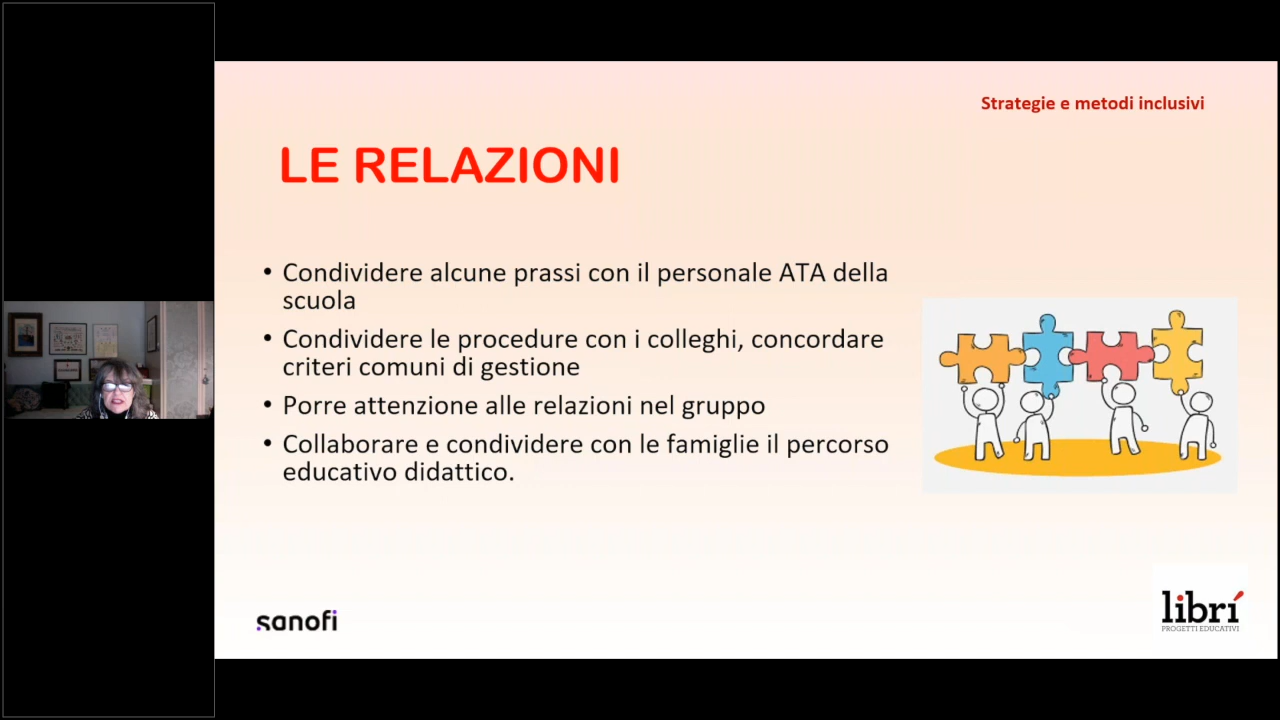 Strategie e metodi inclusivi
LE RELAZIONI
• Condividere alcune prassi con il personale ATA della
scuola
• Condividere le procedure con i colleghi, concordare
criteri comuni di gestione
• Porre attenzione alle relazioni nel gruppo
• Collaborare e condividere con le famiglie il percorso
educativo didattico.
sanofi
librí
PROGETTI EDUCATIVI